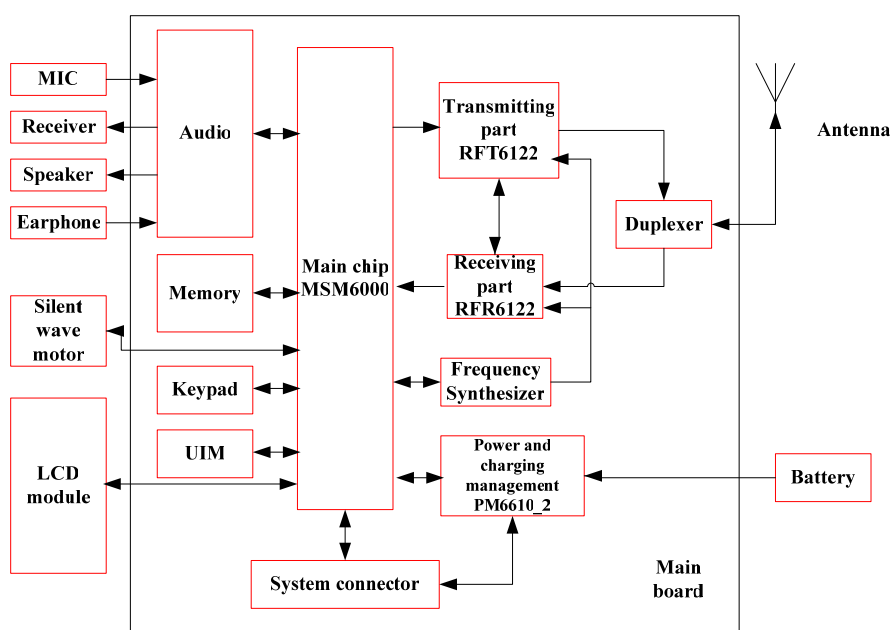 MIC
Receiver
Speaker
Earphone
Silent
wave
motor
LCD
module
Audio
Memory
Keypad
UIM
Main chip
MSM6000
System connector
Transmitting
part
RFT6122
Receiving
part
RFR6122
Frequency
Synthesizer
Power and
charging
management
PM6610_2
Duplexer
Antenna
Battery
Main
board